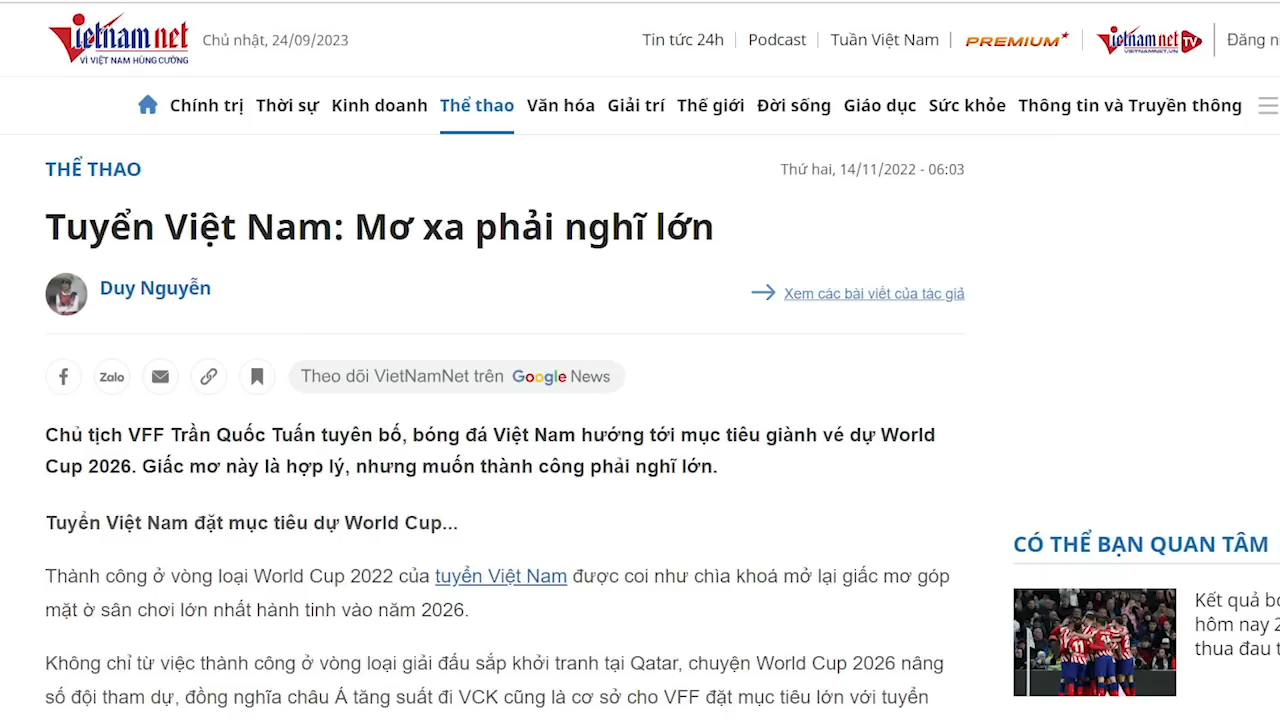 Vietnam net
VÌ VIỆT NAM HÙNG CƯỜNG
Chủ nhật, 24/09/2023
Tin tức 24h
Podcast
Tuần Việt Nam
PREMIUM
Vietnam net TV
VIETNAMNET.VN
Đăng n
Chính trị Thời sự Kinh doanh Thể thao Văn hóa Giải trí Thế giới Đời sống Giáo dục Sức khỏe Thông tin và Truyền thông
THỂ THAO
Thứ hai, 14/11/2022 - 06:03
Tuyển Việt Nam: Mơ xa phải nghĩ lớn
Duy Nguyễn
Xem các bài viết của tác giả
Zalo
Theo dõi VietNamNet trên Google News
Chủ tịch VFF Trần Quốc Tuấn tuyên bố, bóng đá Việt Nam hướng tới mục tiêu giành vé dự World
Cup 2026. Giấc mơ này là hợp lý, nhưng muốn thành công phải nghĩ lớn.
Tuyển Việt Nam đặt mục tiêu dự World Cup...
Thành công ở vòng loại World Cup 2022 của tuyển Việt Nam được coi như chìa khoá mở lại giấc mơ góp
mặt ở sân chơi lớn nhất hành tinh vào năm 2026.
Không chỉ từ việc thành công ở vòng loại giải đấu sắp khởi tranh tại Qatar, chuyện World Cup 2026 nâng
số đội tham dự, đồng nghĩa châu Á tăng suất đi VCK cũng là cơ sở cho VFF đặt mục tiêu lớn với tuyển
CÓ THỂ BẠN QUAN TÂM
Kết quả bó
hôm nay 2
thua đau t